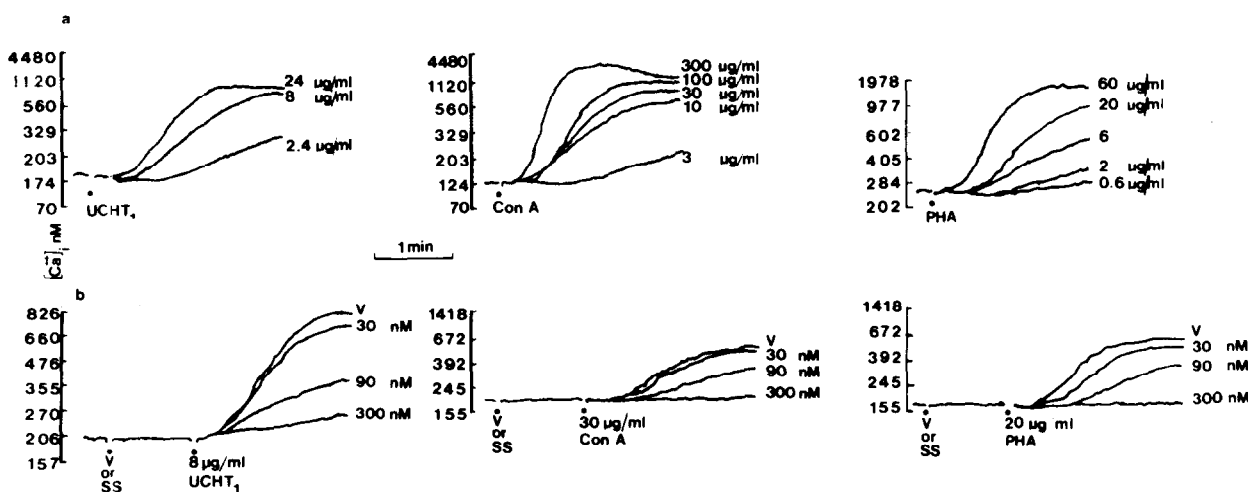 a
4480
1120
560
329
203
174
70
24 µg/ml
8 µg/ml
2.4 µg/ml
UCHT1
4480
1120
560
329
203
124
70
300 µg/ml
100 µg/ml
30 µg/ml
10 µg/ml
3 µg/ml
Con A
1978
977
602
405
284
202
60 µg/ml
20 µg/ml
6
2 µg/ml
0.6 µg/ml
PHA
1 min
nM
b
826
660
476
355
270
206
157
V
30 nM
90 nM
300 nM
V
or
SS
8 µg/ml
UCHT1
1418
672
392
245
155
V
30 nM
90 nM
300 nM
V
or
SS
30 µg/ml
Con A
1418
672
392
245
155
V
30 nM
90 nM
300 nM
V
or
SS
20 µg ml
PHA